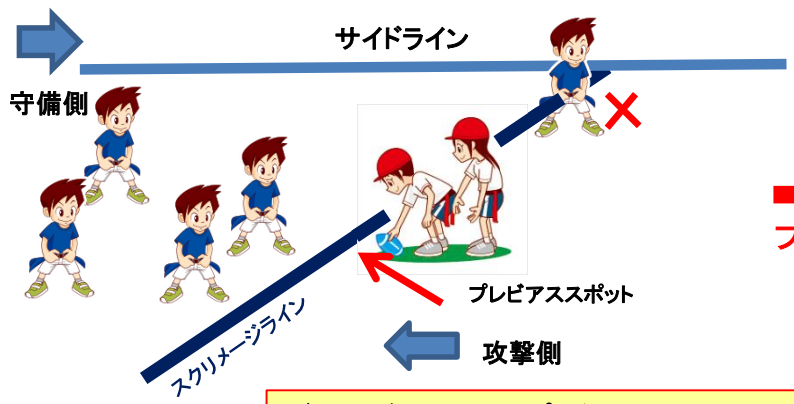 サイドライン
守備側
プレビアススポット
スクリメージライン
攻撃側